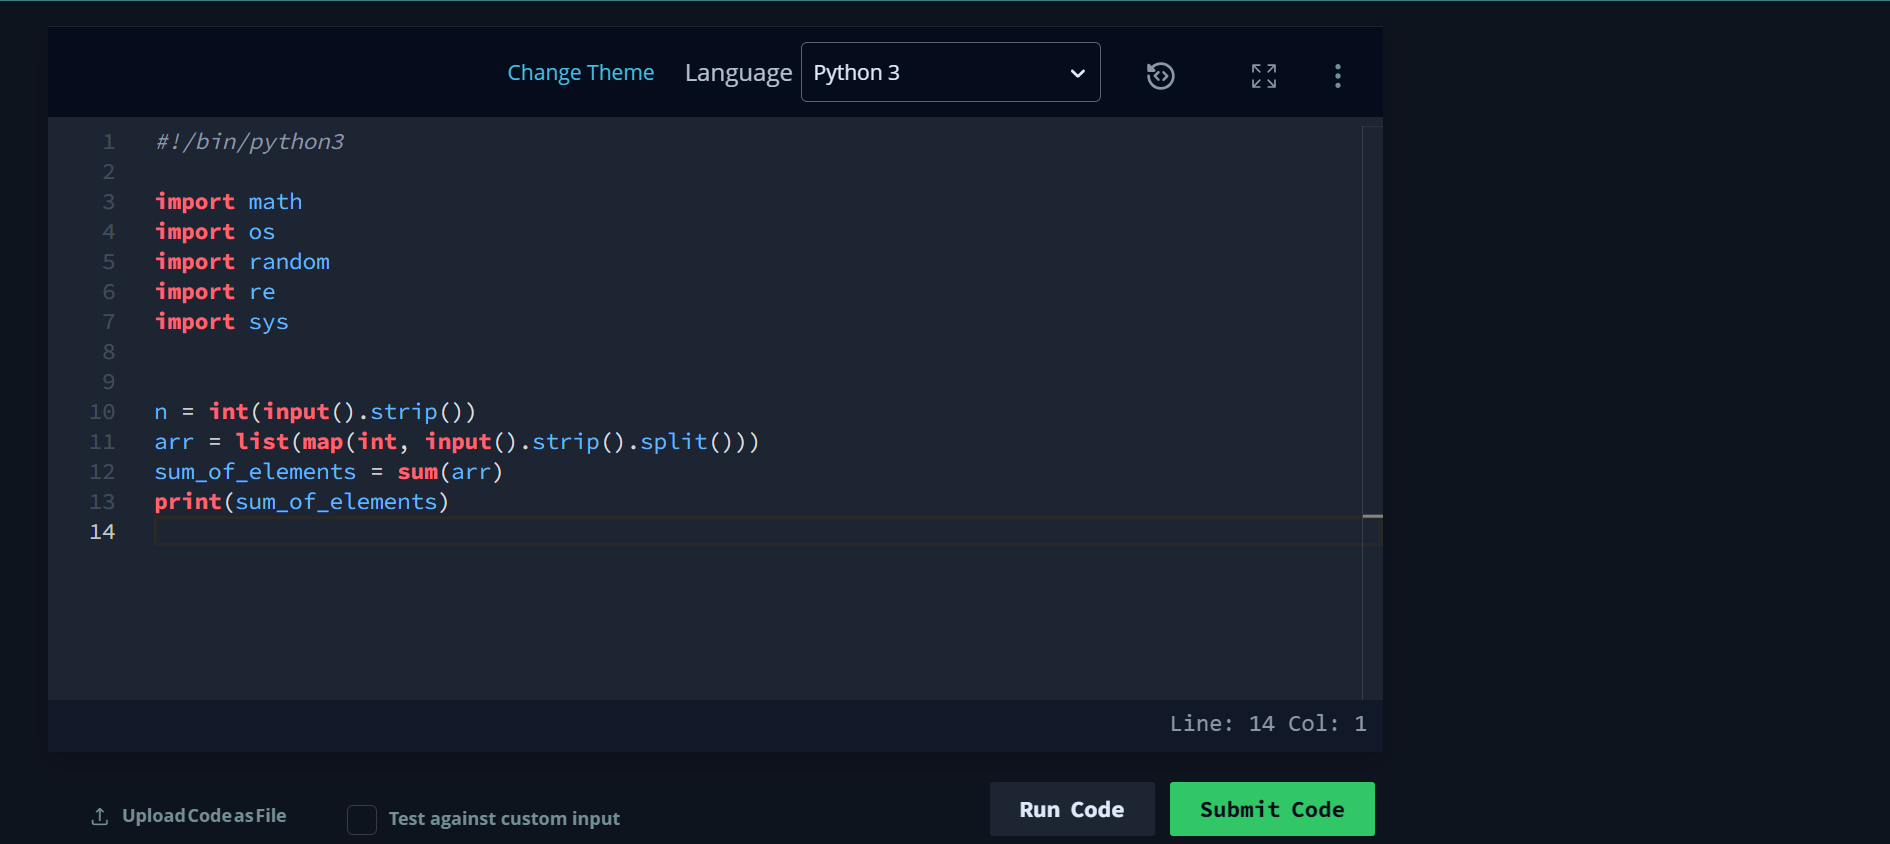 Change Theme Language Python 3
1 #!/bin/python3
2
3 import math
4 import os
5 import random
6 import re
7 import sys
8
9
10 n = int(input().strip())
11 arr = list(map(int, input().strip().split()))
12 sum_of_elements = sum(arr)
13 print(sum_of_elements)
14
Line: 14 Col: 1
Upload Code as File Test against custom input Run Code Submit Code